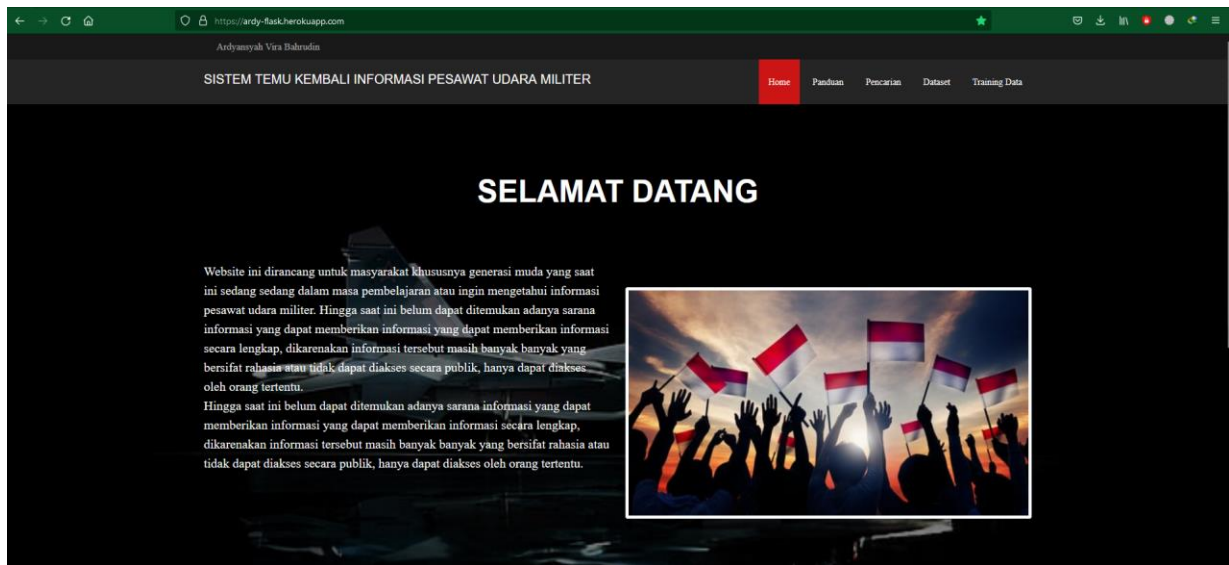 https://ardy-flask.herokuapp.com
Ardyansyah Vira Bahrudin
SISTEM TEMU KEMBALI INFORMASI PESAWAT UDARA MILITER
Home Panduan Pencarian Dataset Training Data
SELAMAT DATANG
Website ini dirancang untuk masyarakat khususnya generasi muda yang saat
ini sedang sedang dalam masa pembelajaran atau ingin mengetahui informasi
pesawat udara militer. Hingga saat ini belum dapat ditemukan adanya sarana
informasi yang dapat memberikan informasi yang dapat memberikan informasi
secara lengkap, dikarenakan informasi tersebut masih banyak banyak yang
bersifat rahasia atau tidak dapat diakses secara publik, hanya dapat diakses
oleh orang tertentu.
Hingga saat ini belum dapat ditemukan adanya sarana informasi yang dapat
memberikan informasi yang dapat memberikan informasi secara lengkap,
dikarenakan informasi tersebut masih banyak banyak yang bersifat rahasia atau
tidak dapat diakses secara publik, hanya dapat diakses oleh orang tertentu.